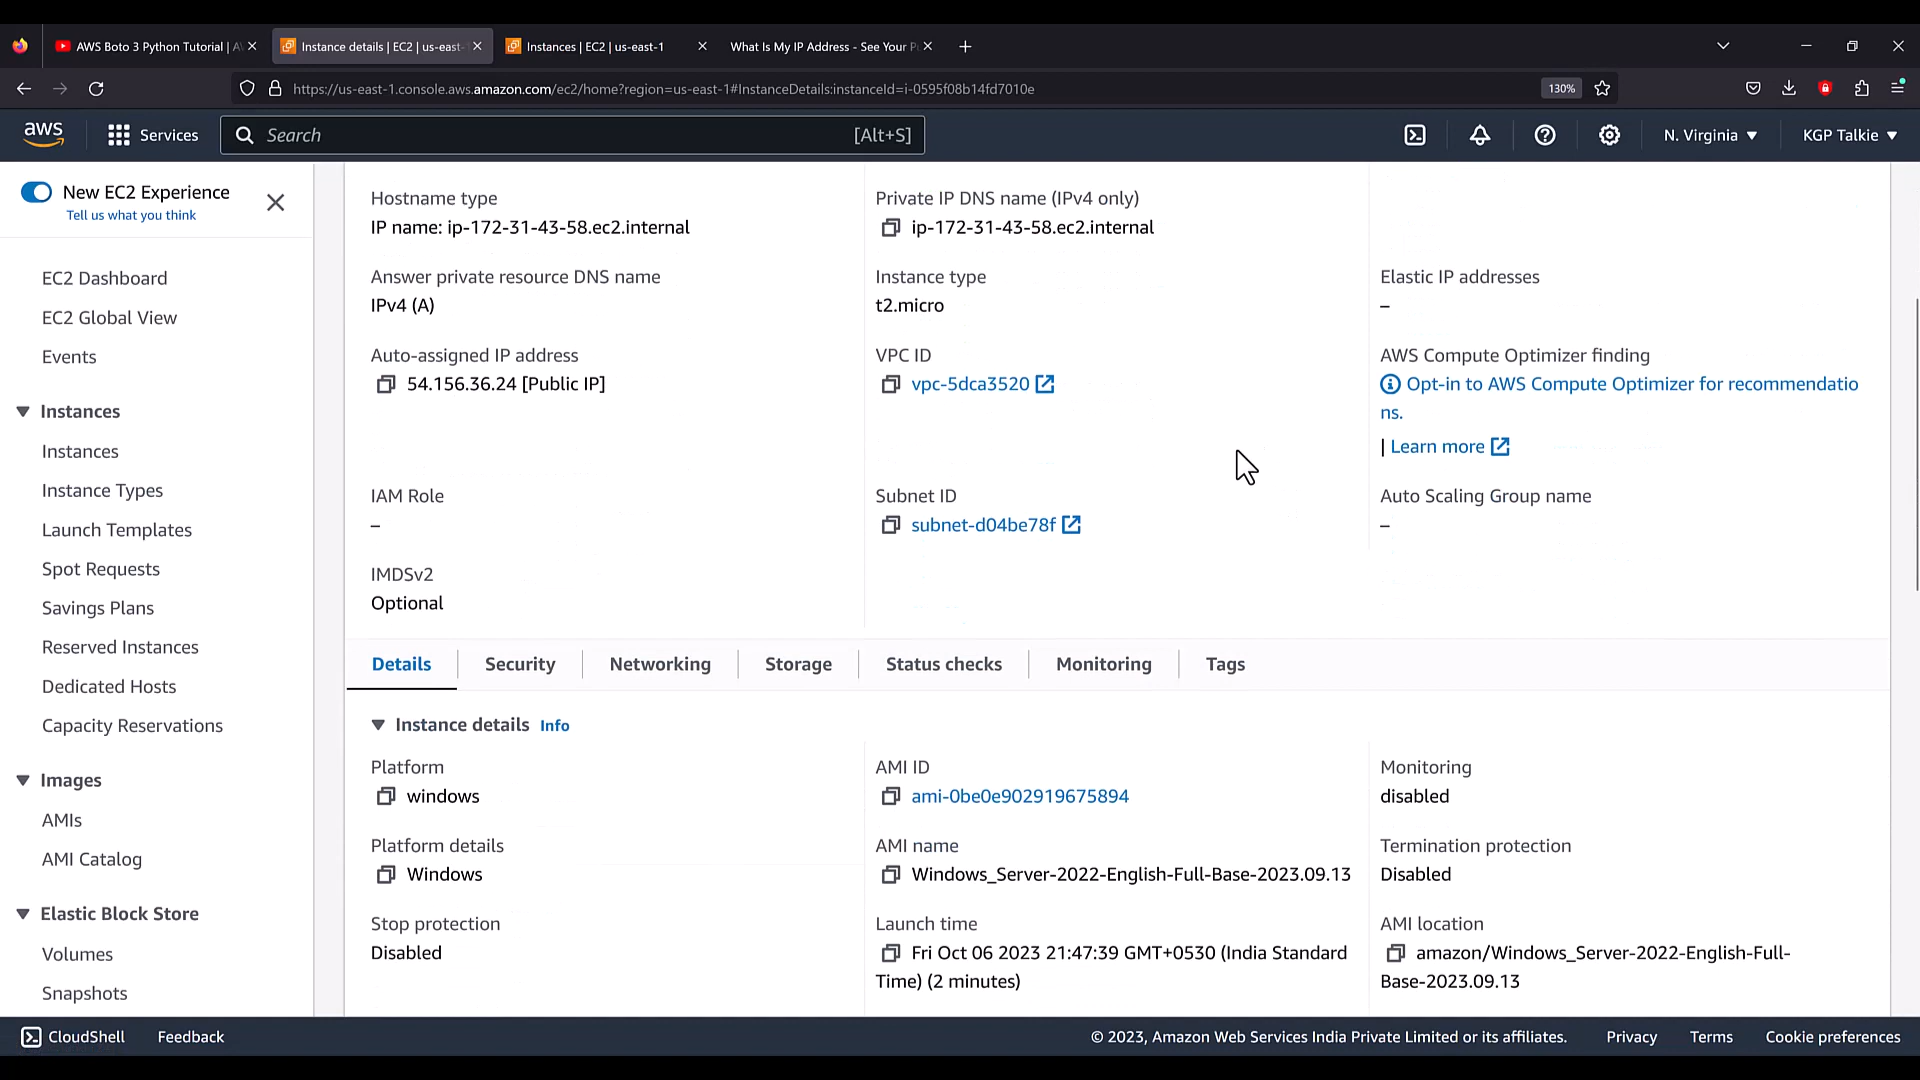 AWS Boto 3 Python Tutorial | A
Instance details | EC2 | us-east-
Instances | EC2 | us-east-1
What Is My IP Address - See Your P
https://us-east-1.console.aws.amazon.com/ec2/home?region=us-east-1#InstanceDetails:instanceId=i-0595f08b14fd7010e
130%
aws
Services
Search
[Alt+S]
N. Virginia
KGP Talkie
New EC2 Experience
Tell us what you think
EC2 Dashboard
EC2 Global View
Events
Instances
Instances
Instance Types
Launch Templates
Spot Requests
Savings Plans
Reserved Instances
Dedicated Hosts
Capacity Reservations
Images
AMIs
AMI Catalog
Elastic Block Store
Volumes
Snapshots
Hostname type
IP name: ip-172-31-43-58.ec2.internal
Private IP DNS name (IPv4 only)
ip-172-31-43-58.ec2.internal
Answer private resource DNS name
IPv4 (A)
Instance type
t2.micro
Elastic IP addresses
–
Auto-assigned IP address
54.156.36.24 [Public IP]
VPC ID
vpc-5dca3520
AWS Compute Optimizer finding
Opt-in to AWS Compute Optimizer for recommendatio
ns.
| Learn more
IAM Role
–
Subnet ID
subnet-d04be78f
Auto Scaling Group name
–
IMDSv2
Optional
Details
Security
Networking
Storage
Status checks
Monitoring
Tags
Instance details Info
Platform
windows
AMI ID
ami-0be0e902919675894
Monitoring
disabled
Platform details
Windows
AMI name
Windows_Server-2022-English-Full-Base-2023.09.13
Termination protection
Disabled
Stop protection
Disabled
Launch time
Fri Oct 06 2023 21:47:39 GMT+0530 (India Standard
Time) (2 minutes)
AMI location
amazon/Windows_Server-2022-English-Full-
Base-2023.09.13
CloudShell
Feedback
© 2023, Amazon Web Services India Private Limited or its affiliates.
Privacy
Terms
Cookie preferences